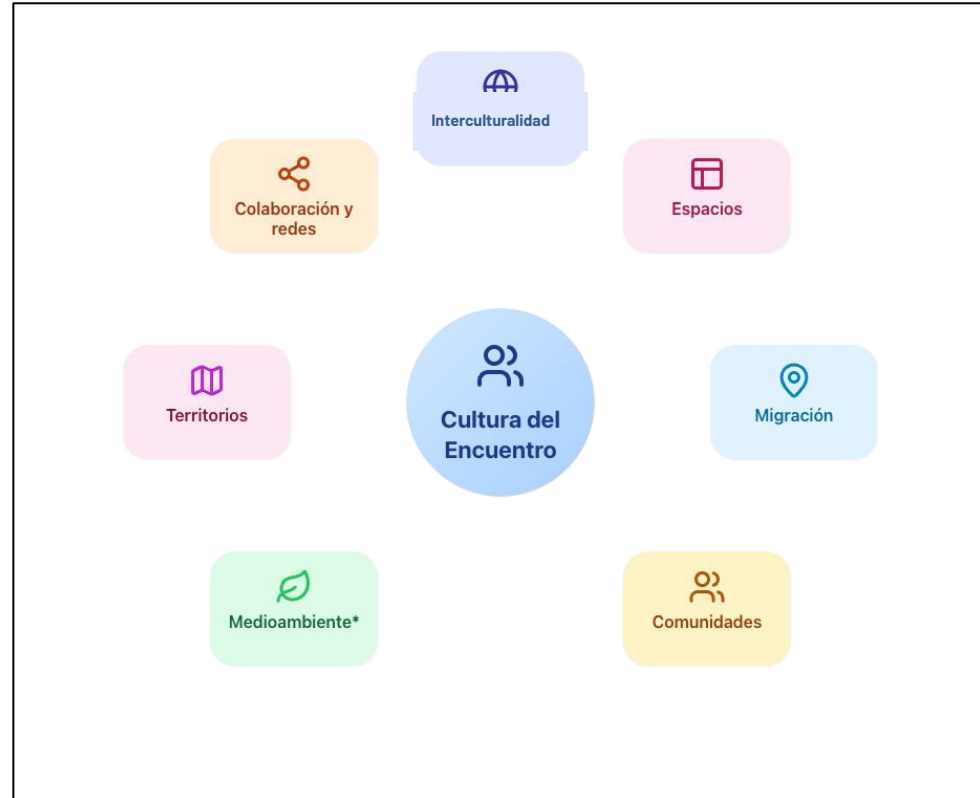 Interculturalidad
Colaboración y
redes
Espacios
Territorios
Cultura del
Encuentro
Migración
Medioambiente*
Comunidades